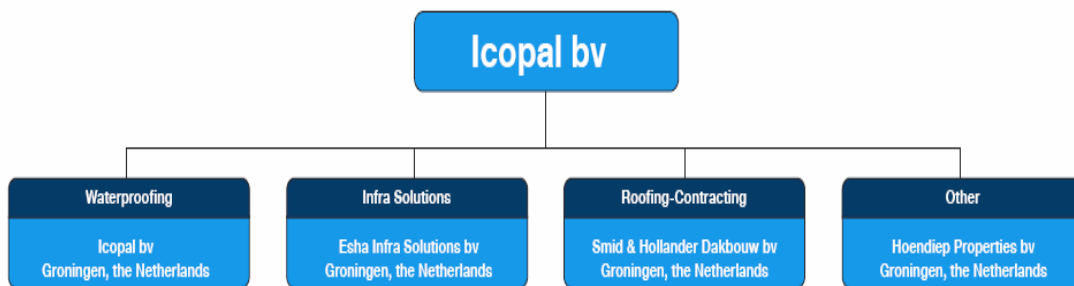 Icopal bv
Waterproofing
Icopal bv
Groningen, the Netherlands
Infra Solutions
Esha Infra Solutions bv
Groningen, the Netherlands
Roofing-Contracting
Smid & Hollander Dakbouw bv
Groningen, the Netherlands
Other
Hoendiep Properties bv
Groningen, the Netherlands